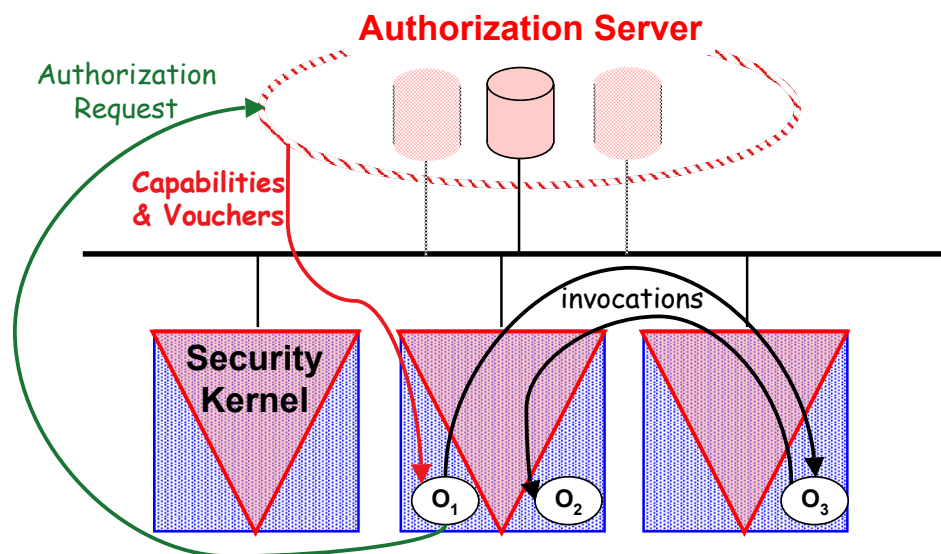 Authorization Server
Authorization
Request
Capabilities
& Vouchers
invocations
Security
Kernel
O₁
O₂
O₃